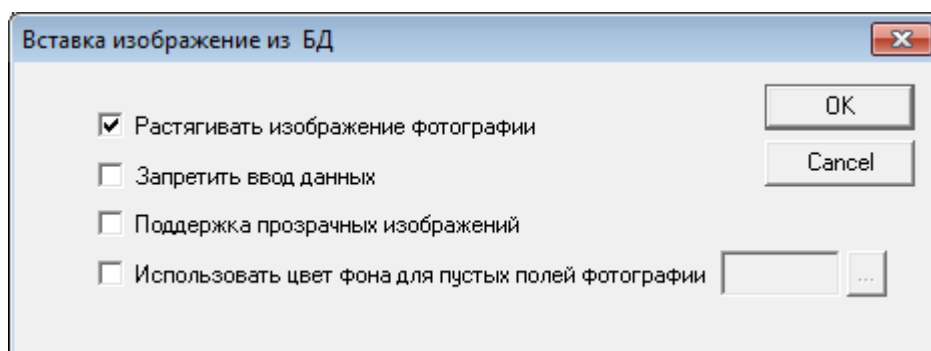 Вставка изображение из БД
Растягивать изображение фотографии
OK
Запретить ввод данных
Cancel
Поддержка прозрачных изображений
Использовать цвет фона для пустых полей фотографии
...